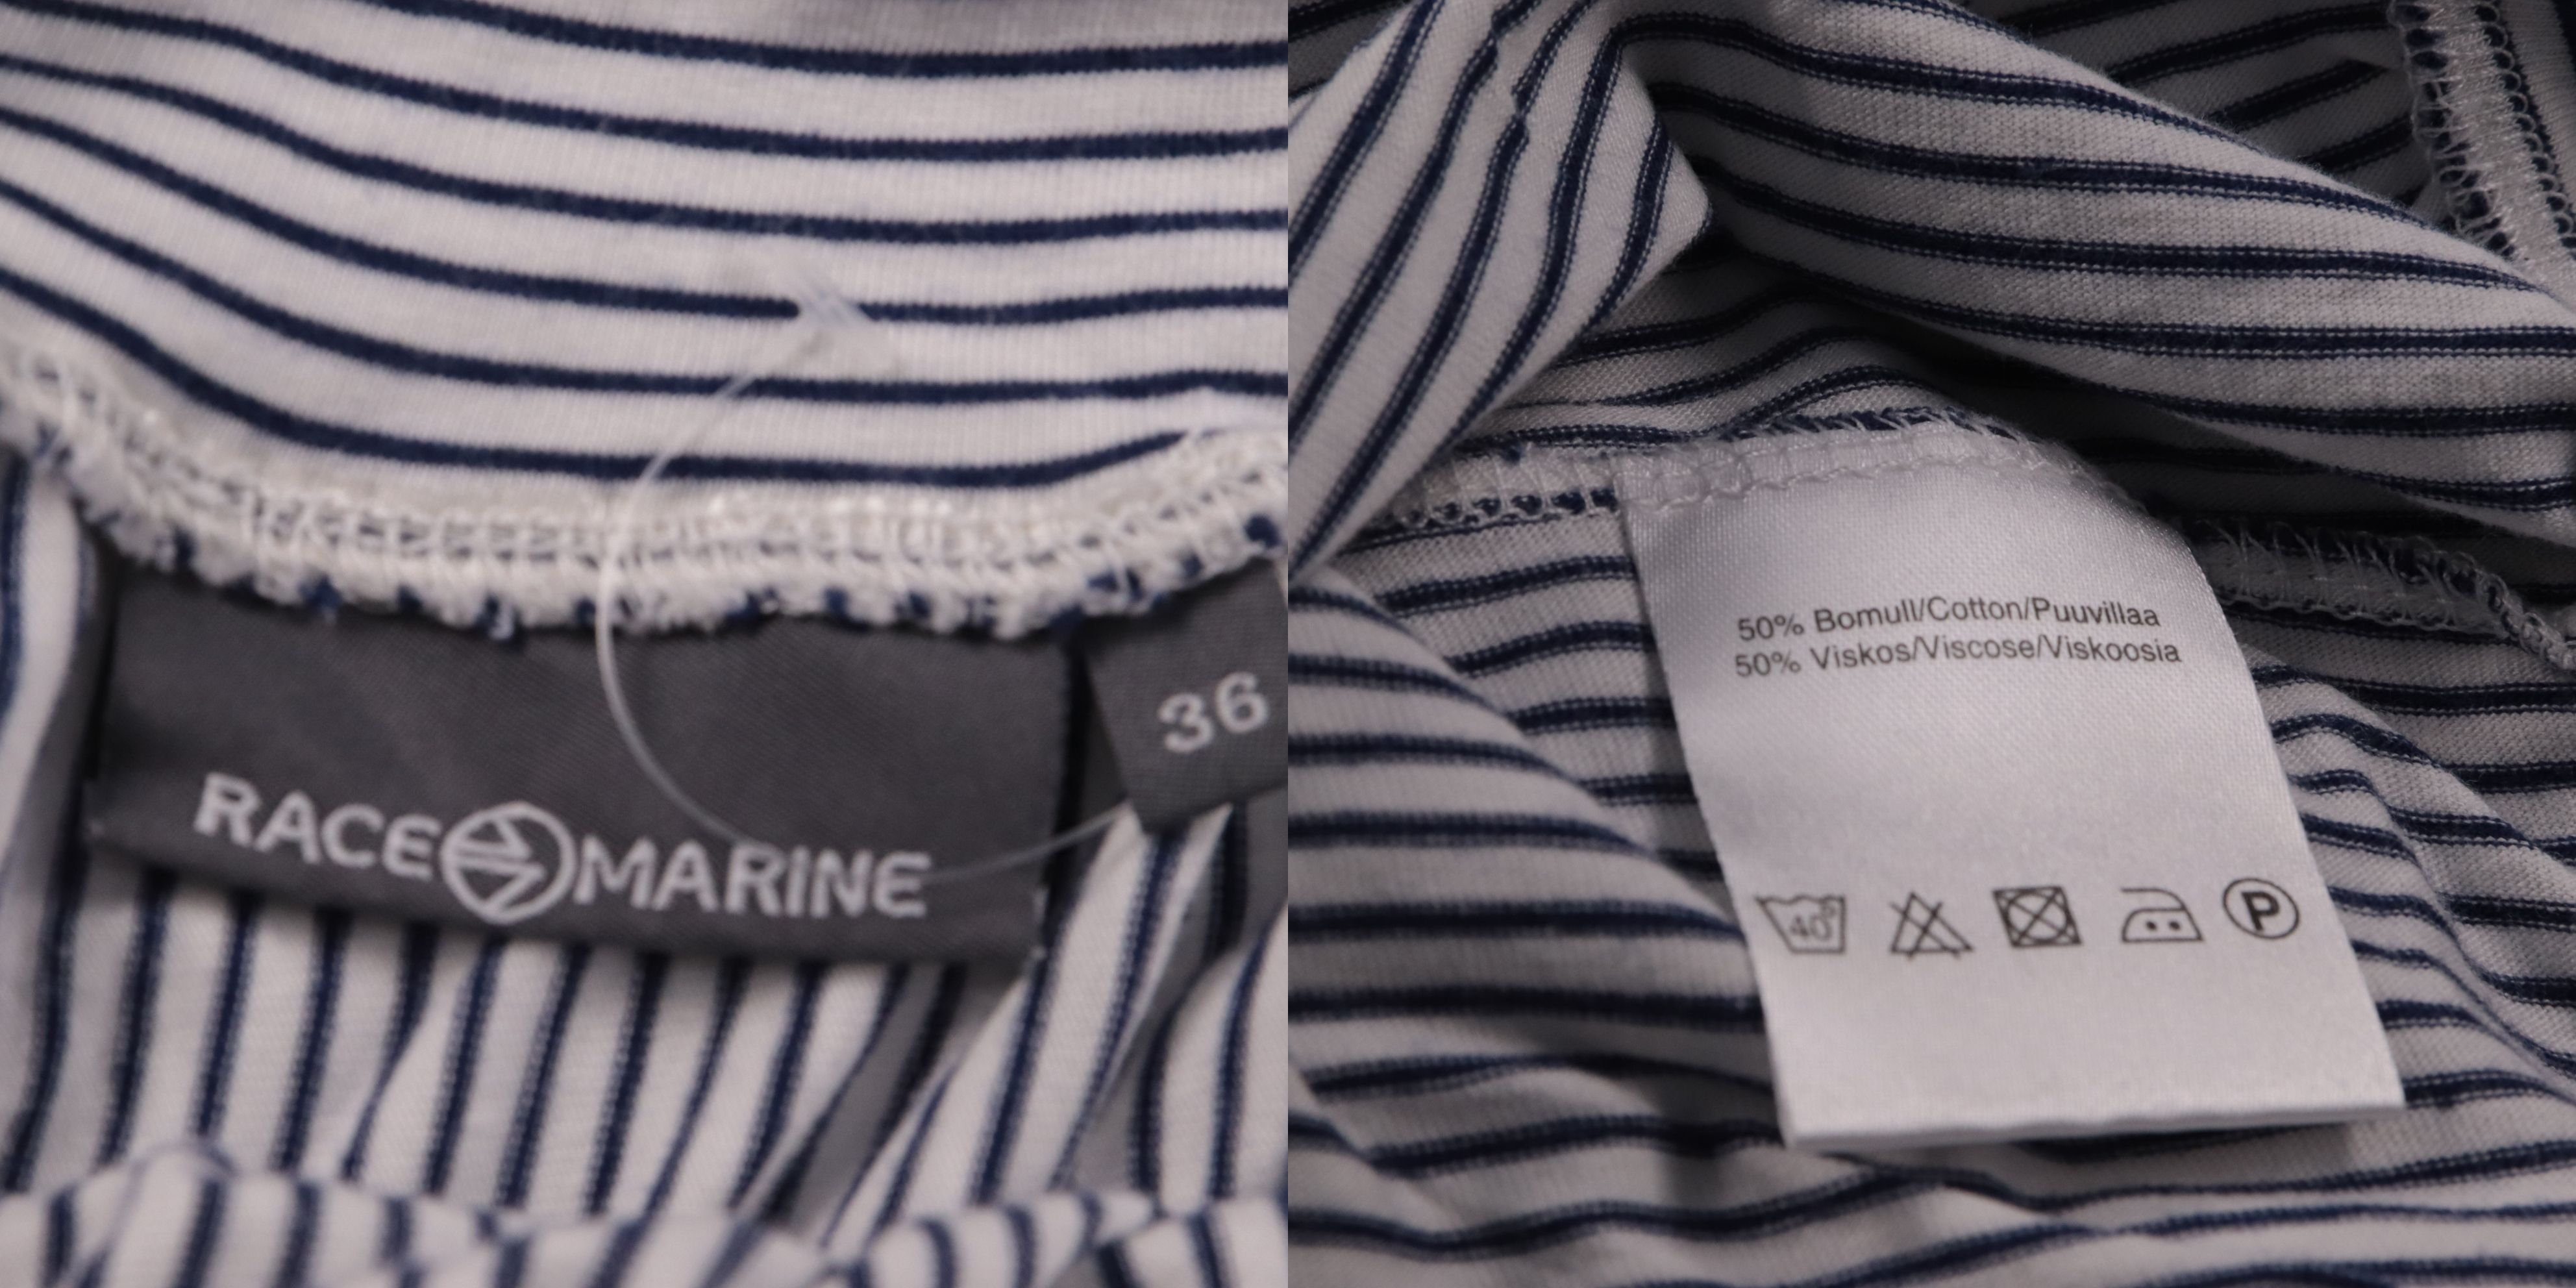 RACE MARINE
36
50% Bomull/Cotton/Puuvillaa
50% Viskos/Viscose/Viskoosia
40°
P